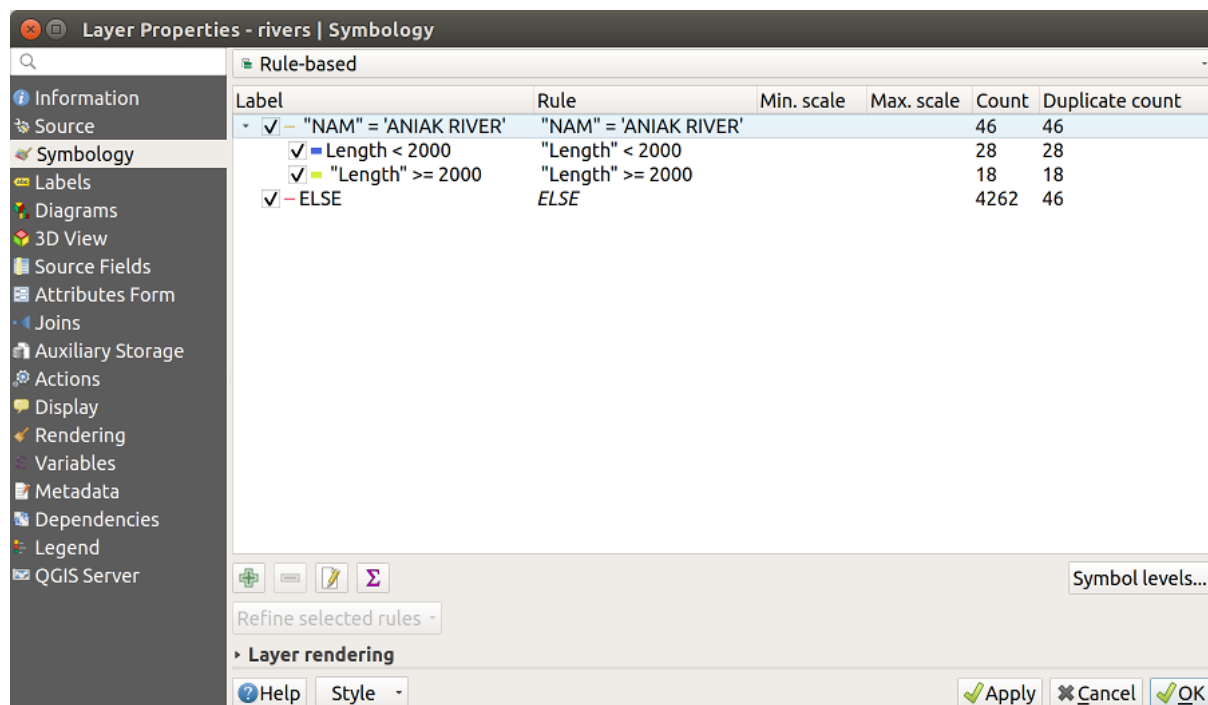 Layer Properties - rivers | Symbology
Rule-based
Information
Source
Symbology
Labels
Diagrams
3D View
Source Fields
Attributes Form
Joins
Auxiliary Storage
Actions
Display
Rendering
Variables
Metadata
Dependencies
Legend
QGIS Server
Label Rule Min. scale Max. scale Count Duplicate count
"NAM" = 'ANIAK RIVER' "NAM" = 'ANIAK RIVER' 46 46
Length < 2000 "Length" < 2000 28 28
"Length" >= 2000 "Length" >= 2000 18 18
ELSE ELSE 4262 46
Σ
Symbol levels...
Refine selected rules
Layer rendering
Help Style Apply Cancel OK